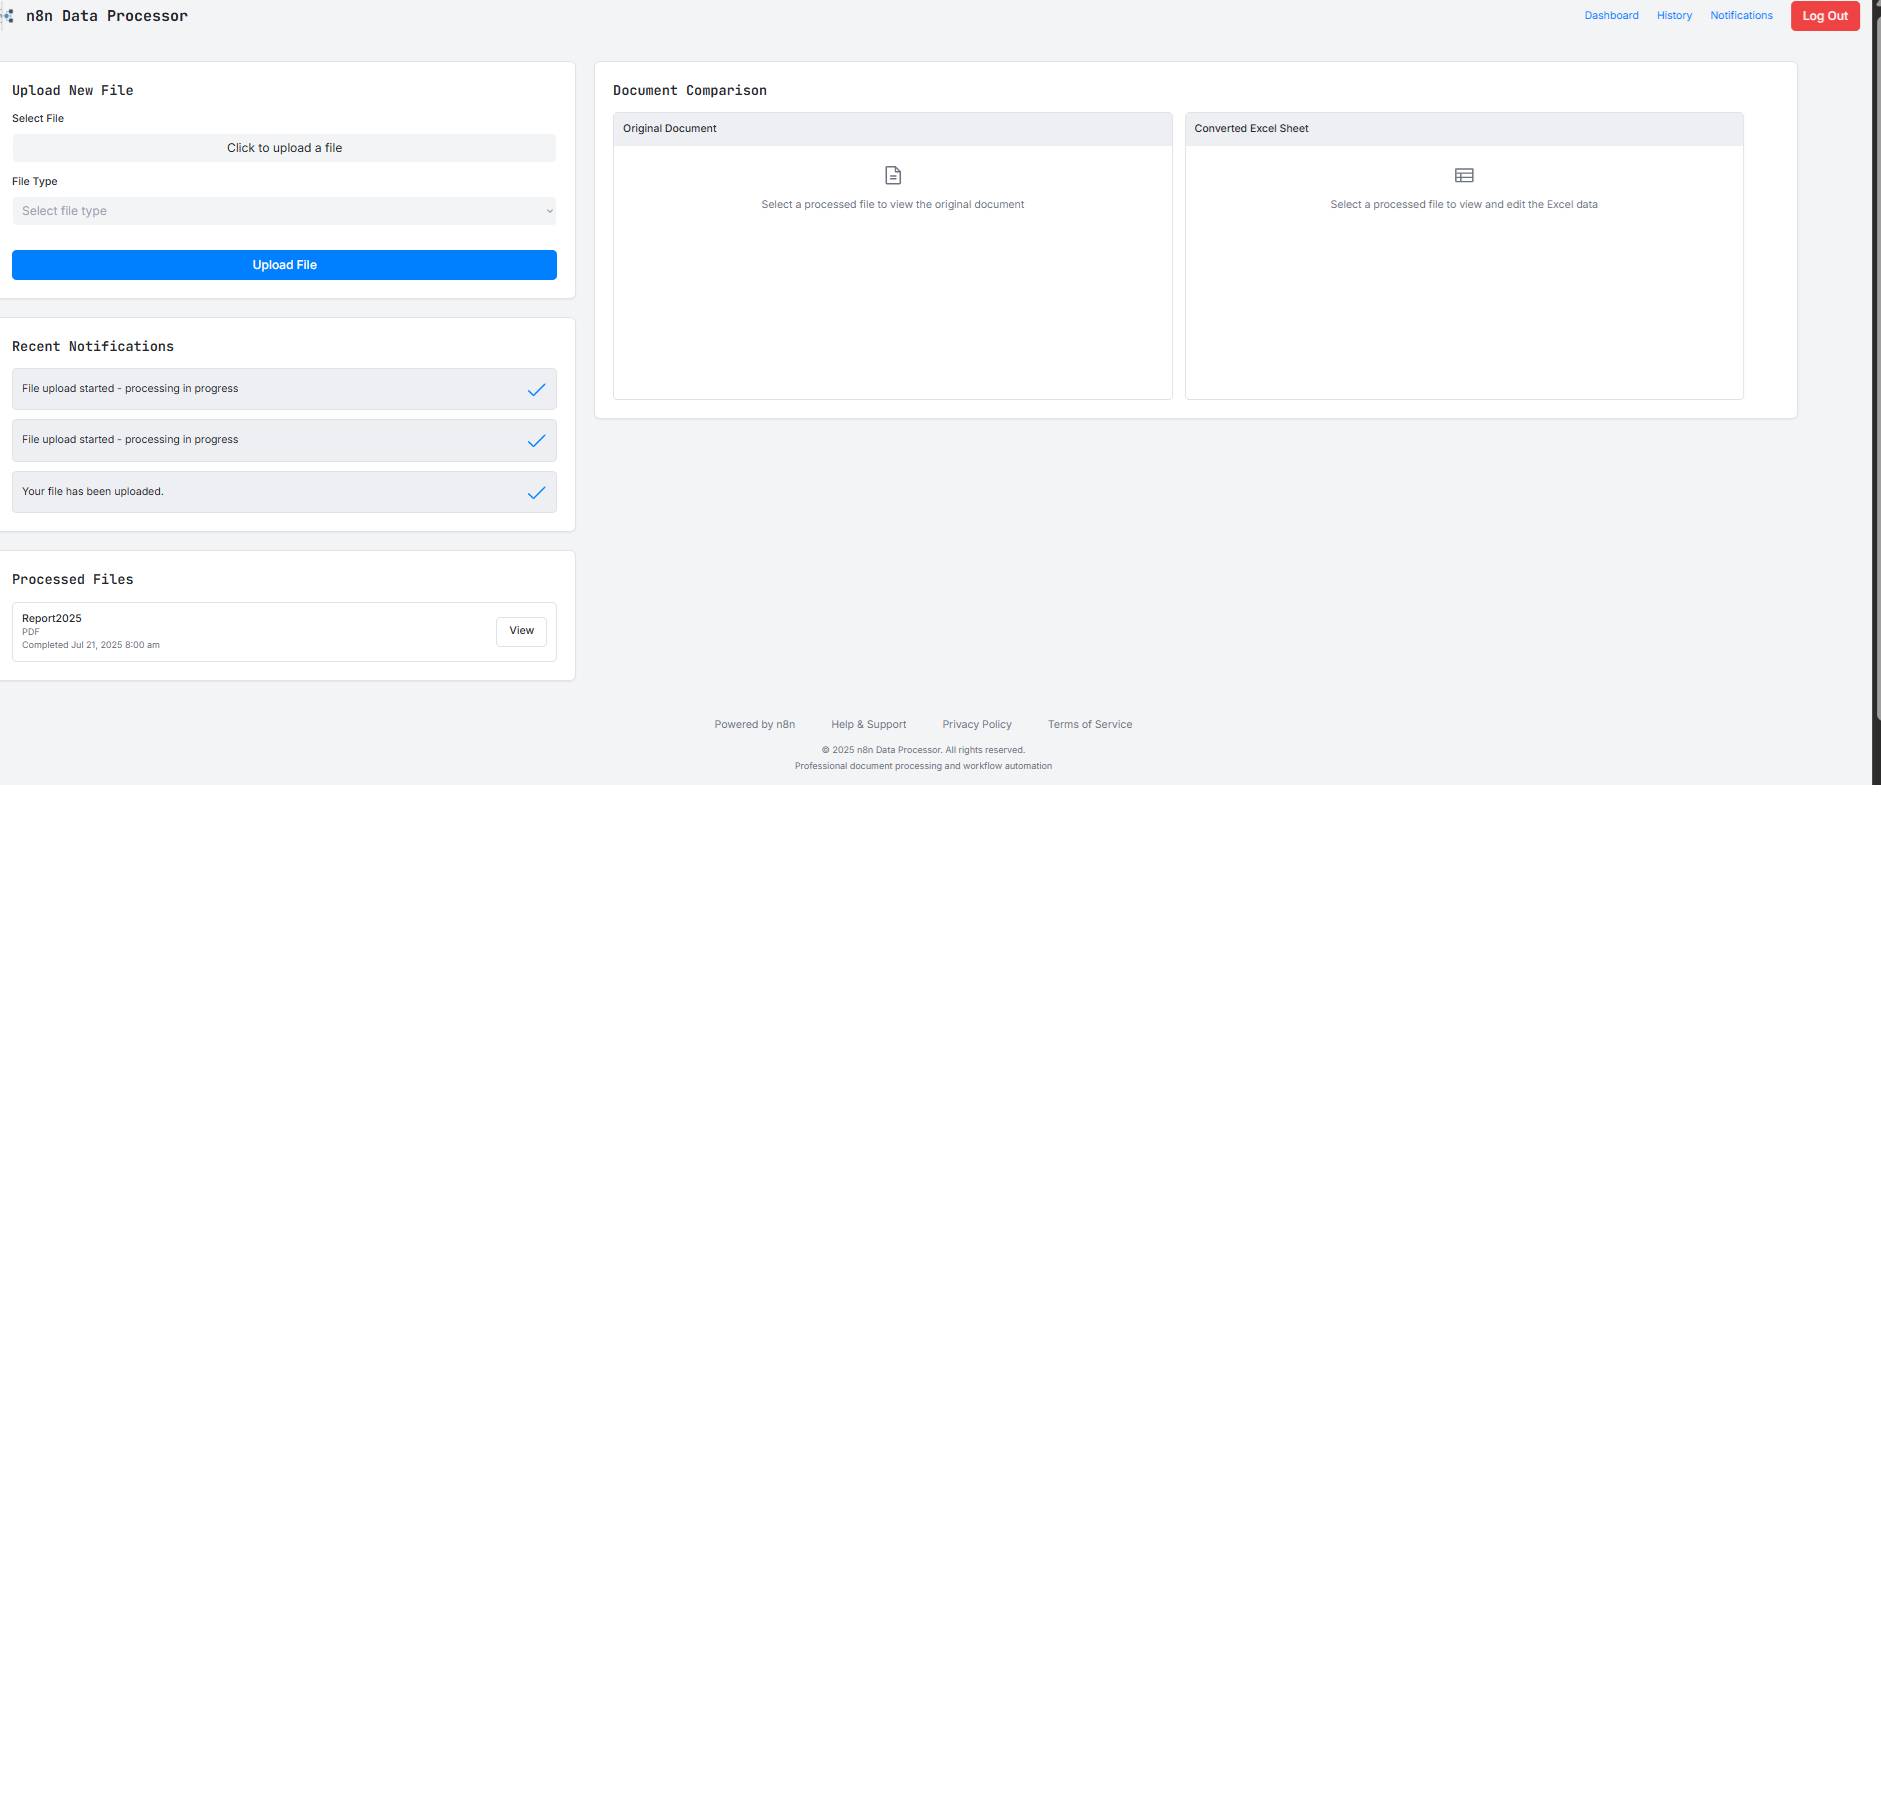 n8n Data Processor
Dashboard History Notifications Log Out
Upload New File
Select File
Click to upload a file
File Type
Select file type
Upload File
Recent Notifications
File upload started - processing in progress
File upload started - processing in progress
Your file has been uploaded.
Processed Files
Report2025
PDF
Completed Jul 21, 2025 8:00 am
View
Document Comparison
Original Document
Select a processed file to view the original document
Converted Excel Sheet
Select a processed file to view and edit the Excel data
Powered by n8n Help & Support Privacy Policy Terms of Service
© 2025 n8n Data Processor. All rights reserved.
Professional document processing and workflow automation